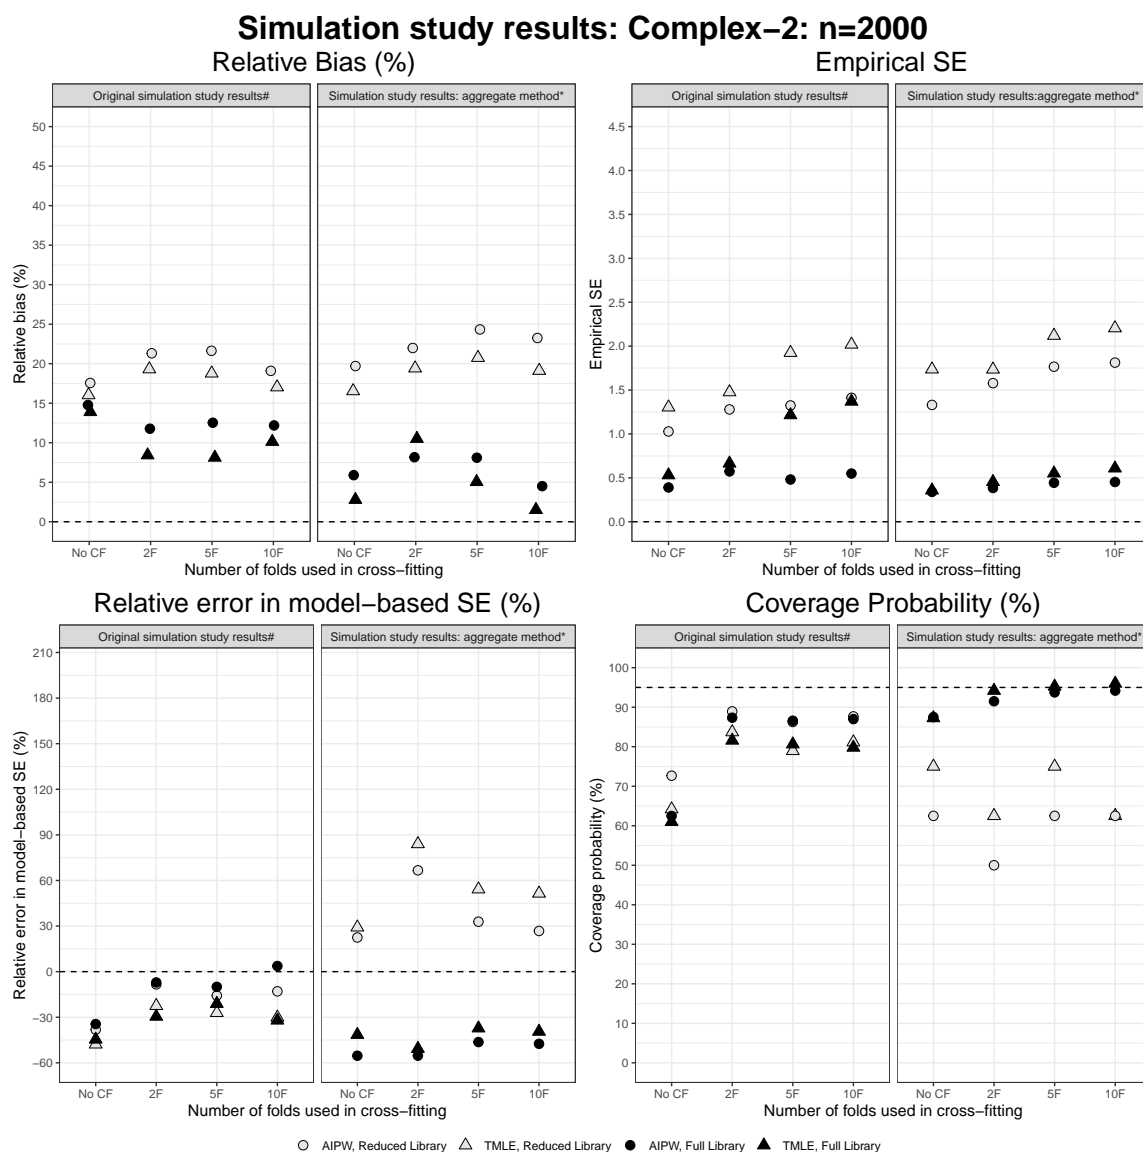 Simulation study results: Complex−2: n=2000
Relative Bias (%)
Original simulation study results#
Simulation study results: aggregate method*
50
45
40
35
30
25
20
15
10
5
0
Relative bias (%)
No CF 2F 5F 10F
No CF 2F 5F 10F
Number of folds used in cross−fitting
Empirical SE
Original simulation study results#
Simulation study results:aggregate method*
4.5
4.0
3.5
3.0
2.5
2.0
1.5
1.0
0.5
0.0
Empirical SE
No CF 2F 5F 10F
No CF 2F 5F 10F
Number of folds used in cross−fitting
Relative error in model−based SE (%)
Original simulation study results#
Simulation study results: aggregate method*
210
180
150
120
90
60
30
0
−30
−60
Relative error in model−based SE (%)
No CF 2F 5F 10F
No CF 2F 5F 10F
Number of folds used in cross−fitting
Coverage Probability (%)
Original simulation study results#
Simulation study results: aggregate method*
100
90
80
70
60
50
40
30
20
10
0
Coverage probability (%)
No CF 2F 5F 10F
No CF 2F 5F 10F
Number of folds used in cross−fitting
AIPW, Reduced Library TMLE, Reduced Library AIPW, Full Library TMLE, Full Library